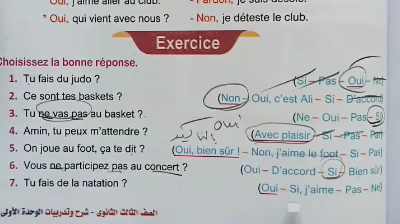 Oui, j'aime aller au club.
- Pardon, je suis désolé.
* Oui, qui vient avec nous ?
- Non, je déteste le club.
Exercice
Choisissez la bonne réponse.
1. Tu fais du judo ? (Si – Pas – Oui – Ne)
2. Ce sont tes baskets ? (Non – Oui, c'est Ali – Si – D'accord)
3. Tu ne vas pas au basket ? (Ne – Oui – Pas – Si)
oui
4. Amin, tu peux m'attendre ? (Avec plaisir – Si – Pas – Par)
5. On joue au foot, ça te dit ? (Oui, bien sûr ! – Non, j'aime le foot – Si – Pas)
6. Vous ne participez pas au concert ? (Oui – D'accord – Si – Bien sûr)
7. Tu fais de la natation ? (Oui – Si, j'aime – Pas – Ne)
الصف الثالث الثانوى - شرح وتدريبات الوحدة الأولى